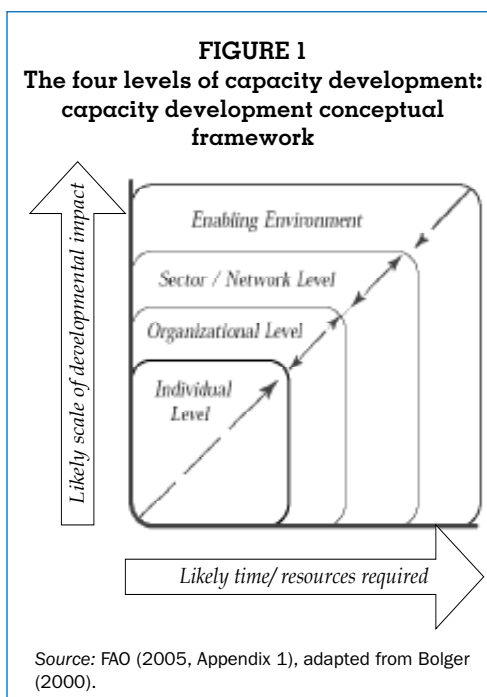 FIGURE 1
The four levels of capacity development:
capacity development conceptual
framework
Likely scale of developmental impact
Enabling Environment
Sector / Network Level
Organizational Level
Individual
Level
Likely time/ resources required
Source: FAO (2005, Appendix 1), adapted from Bolger
(2000).